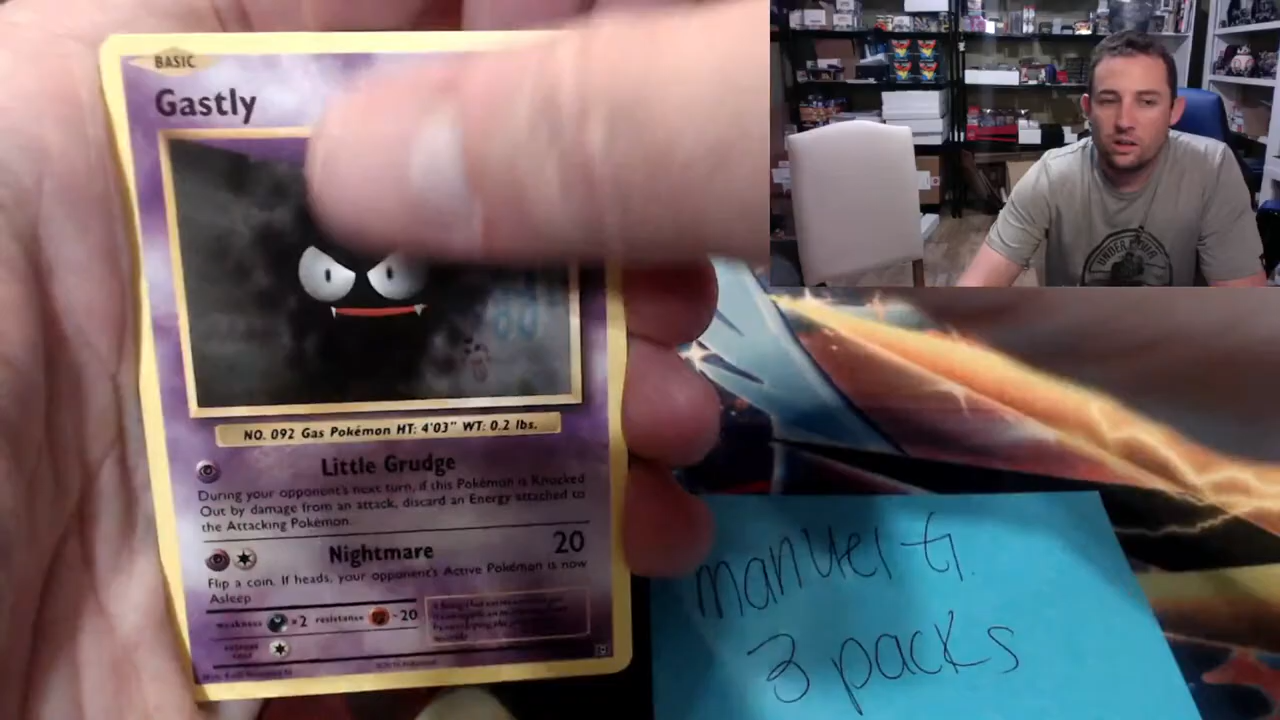 BASIC
Gastly
NO. 092 Gas Pokémon HT: 4'03" WT: 0.2 lbs.
Little Grudge
During your opponent's next turn, if this Pokémon is Knocked
Out by damage from an attack, discard an Energy attached to
the Attacking Pokémon.
Nightmare 20
Flip a coin. If heads, your opponent's Active Pokémon is now
Asleep
weakness ×2 resistance -20
manuel G.
3 packs
UNDER